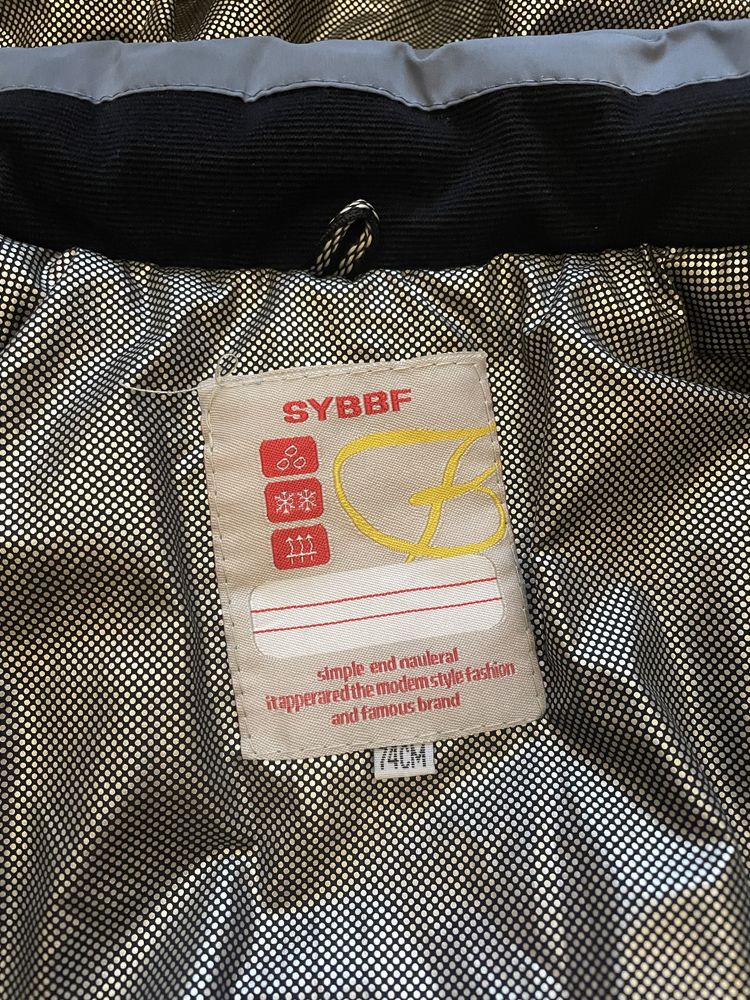 SYBBF
B
simple end nauleral
itapperared the modem style fashion
and famous brand
74CM